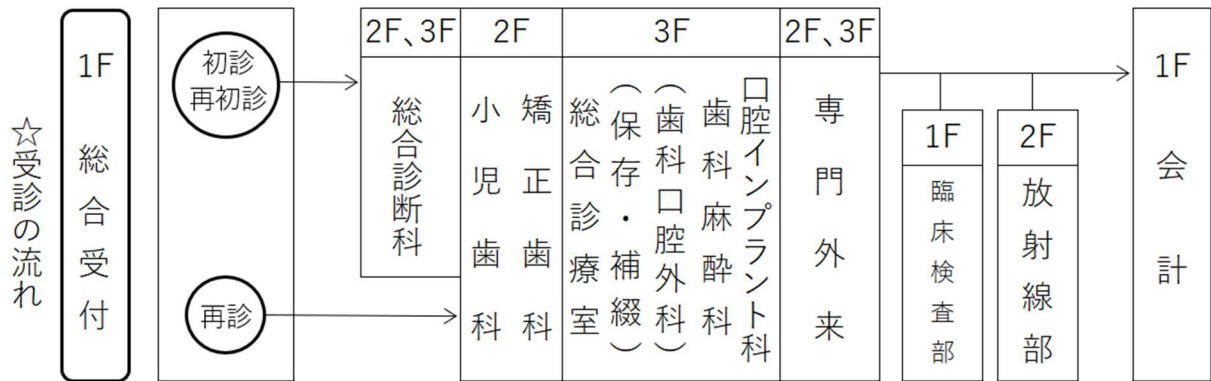 ☆受診の流れ
1F 総合受付
初診
再初診
再診
2F、3F
総合診断科
2F
小児歯科
矯正歯科
3F
総合診療室
（保存・補綴）
（歯科口腔外科）
歯科麻酔科
口腔インプラント科
2F、3F
専門外来
1F
臨床検査部
2F
放射線部
1F 会計